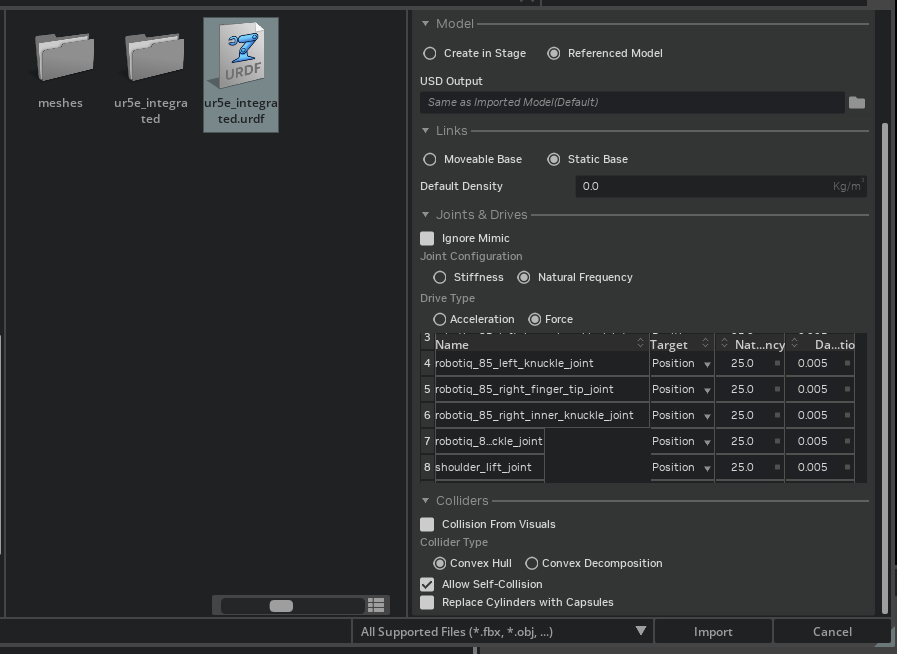 meshes
ur5e_integra
ted
URDF
ur5e_integra
ted.urdf
Model
Create in Stage
Referenced Model
USD Output
Same as Imported Model(Default)
Links
Moveable Base
Static Base
Default Density
0.0
Kg/m³
Joints & Drives
Ignore Mimic
Joint Configuration
Stiffness
Natural Frequency
Drive Type
Acceleration
Force
3
Name Target Nat...ncy Da...tio
4 robotiq_85_left_knuckle_joint Position 25.0 0.005
5 robotiq_85_right_finger_tip_joint Position 25.0 0.005
6 robotiq_85_right_inner_knuckle_joint Position 25.0 0.005
7 robotiq_8...ckle_joint Position 25.0 0.005
8 shoulder_lift_joint Position 25.0 0.005
Colliders
Collision From Visuals
Collider Type
Convex Hull
Convex Decomposition
Allow Self-Collision
Replace Cylinders with Capsules
All Supported Files (*.fbx, *.obj, ...)
Import
Cancel